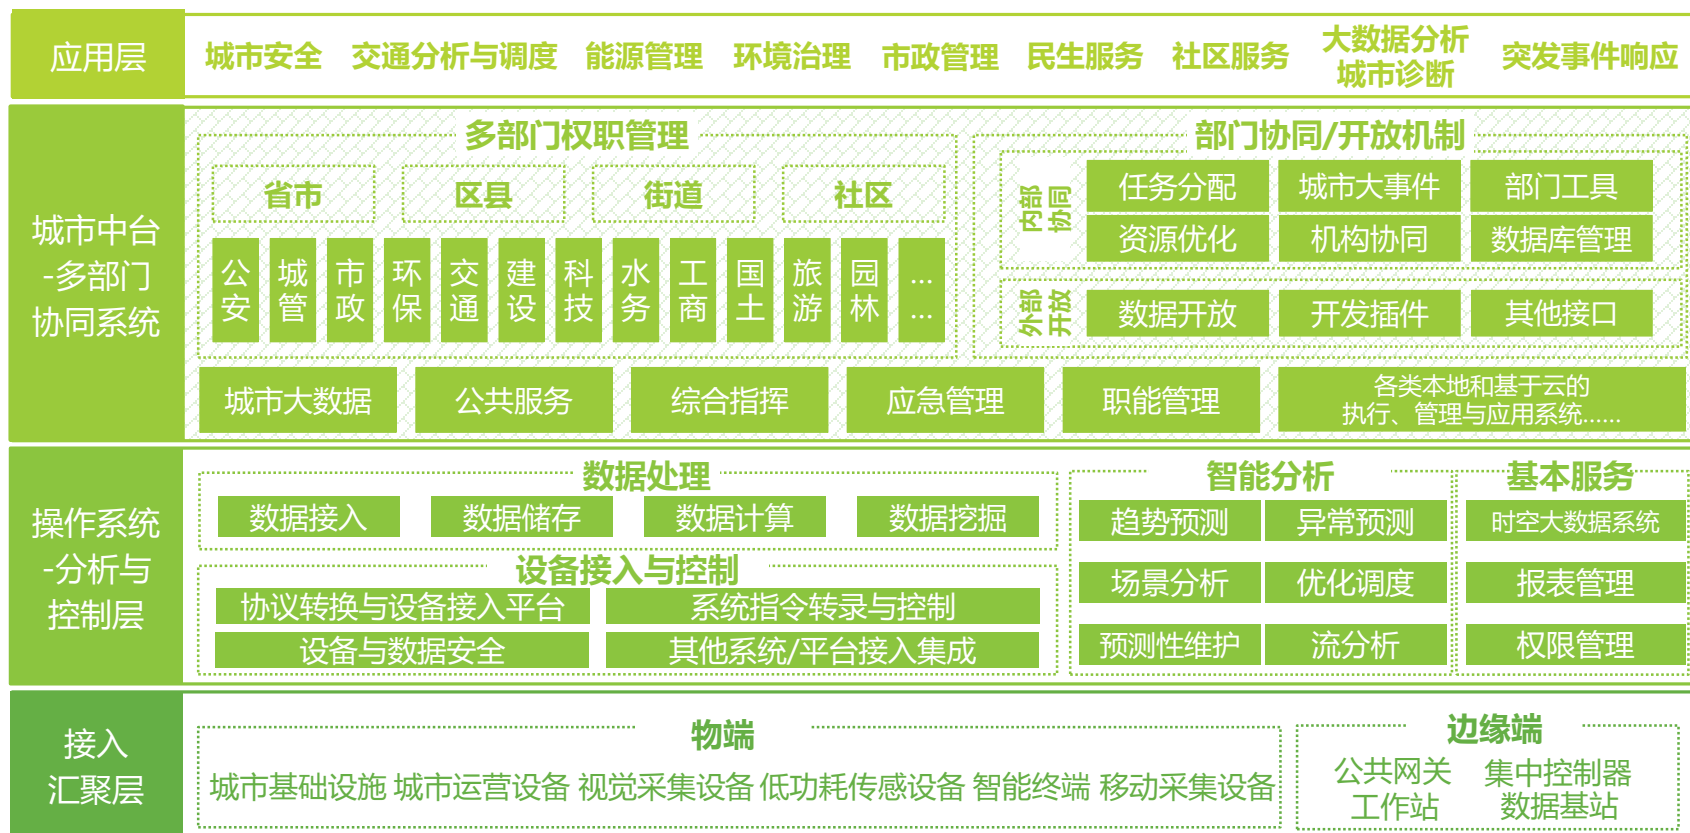 应用层
城市安全
交通分析与调度
能源管理
环境治理
市政管理
民生服务
社区服务
大数据分析
城市诊断
突发事件响应
城市中台
-多部门
协同系统
多部门权职管理
省市
区县
街道
社区
公安
城管
市政
环保
交通
建设
科技
水务
工商
国土
旅游
园林
……
部门协同/开放机制
内部
协同
任务分配
城市大事件
部门工具
资源优化
机构协同
数据库管理
外部
开放
数据开放
开发插件
其他接口
城市大数据
公共服务
综合指挥
应急管理
职能管理
各类本地和基于云的
执行、管理与应用系统……
操作系统
-分析与
控制层
数据处理
数据接入
数据储存
数据计算
数据挖掘
设备接入与控制
协议转换与设备接入平台
系统指令转录与控制
设备与数据安全
其他系统/平台接入集成
智能分析
趋势预测
异常预测
场景分析
优化调度
预测性维护
流分析
基本服务
时空大数据系统
报表管理
权限管理
接入
汇聚层
物端
城市基础设施
城市运营设备
视觉采集设备
低功耗传感设备
智能终端
移动采集设备
边缘端
公共网关
工作站
集中控制器
数据基站